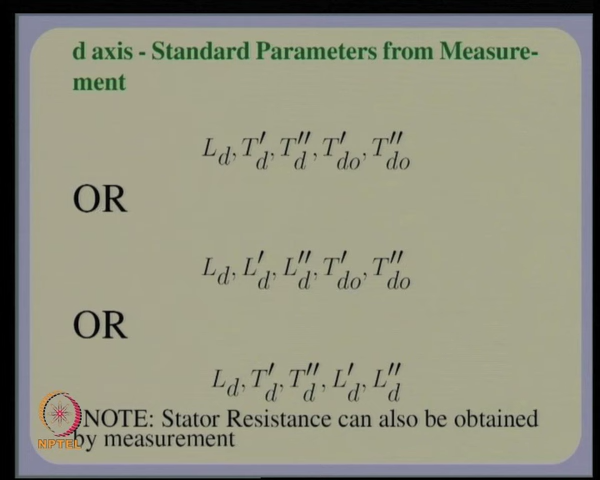 d axis - Standard Parameters from Measure-
ment
L_d, T'_d, T''_d, T'_do, T''_do
OR
L_d, L'_d, L''_d, T'_do, T''_do
OR
L_d, T'_d, T''_d, L'_d, L''_d
NOTE: Stator Resistance can also be obtained
by measurement
NPTEL